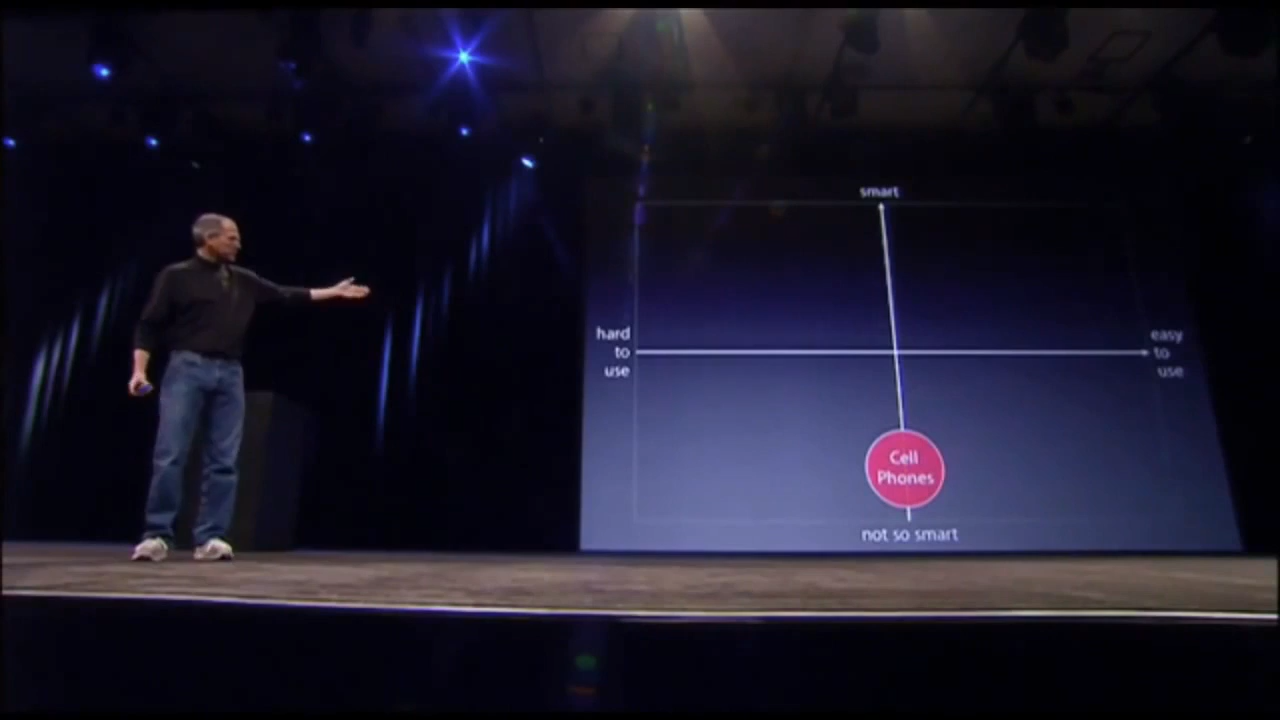 smart
hard
to
use
easy
to
use
Cell
Phones
not so smart